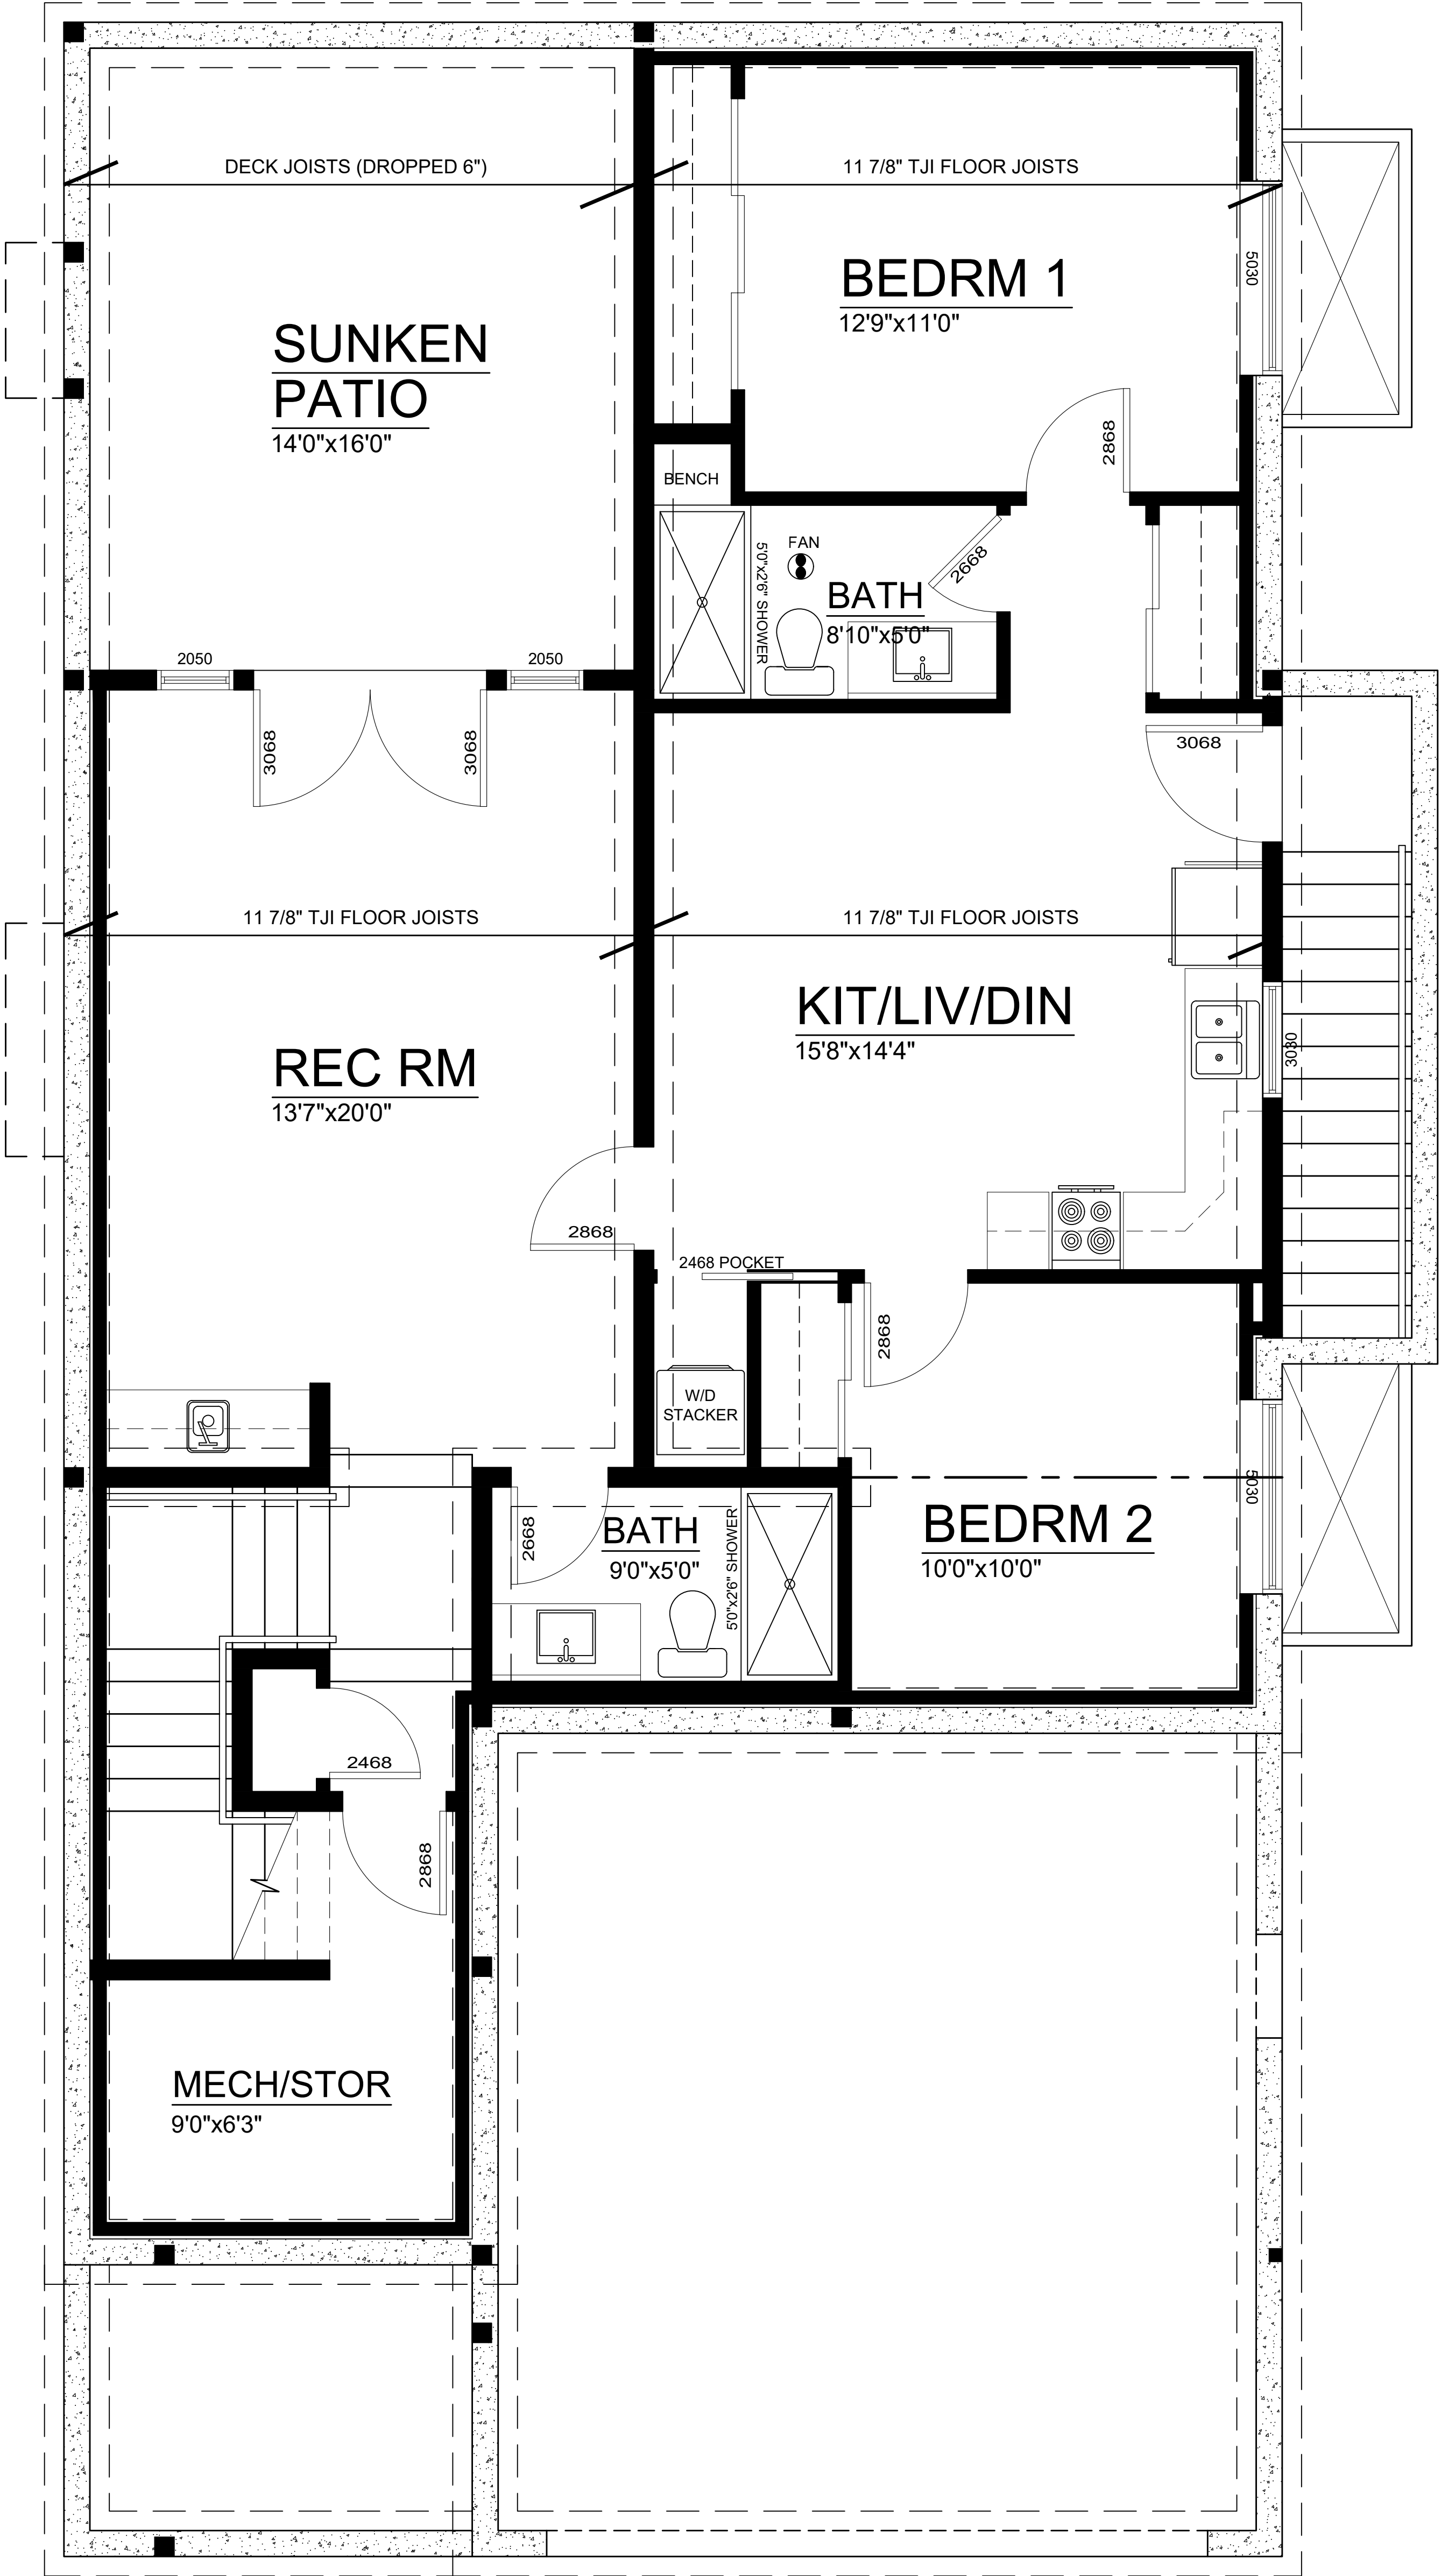 DECK JOISTS (DROPPED 6")
11 7/8" TJI FLOOR JOISTS
BEDRM 1
12'9"x11'0"
5030
SUNKEN
PATIO
14'0"x16'0"
2868
BENCH
FAN
5'0"x2'6" SHOWER
2668
BATH
8'10"x5'0"
2050
2050
3068
3068
3068
11 7/8" TJI FLOOR JOISTS
11 7/8" TJI FLOOR JOISTS
KIT/LIV/DIN
15'8"x14'4"
3030
REC RM
13'7"x20'0"
2868
2468 POCKET
2868
W/D
STACKER
5030
BEDRM 2
10'0"x10'0"
2668
BATH
9'0"x5'0"
5'0"x2'6" SHOWER
2468
2868
MECH/STOR
9'0"x6'3"